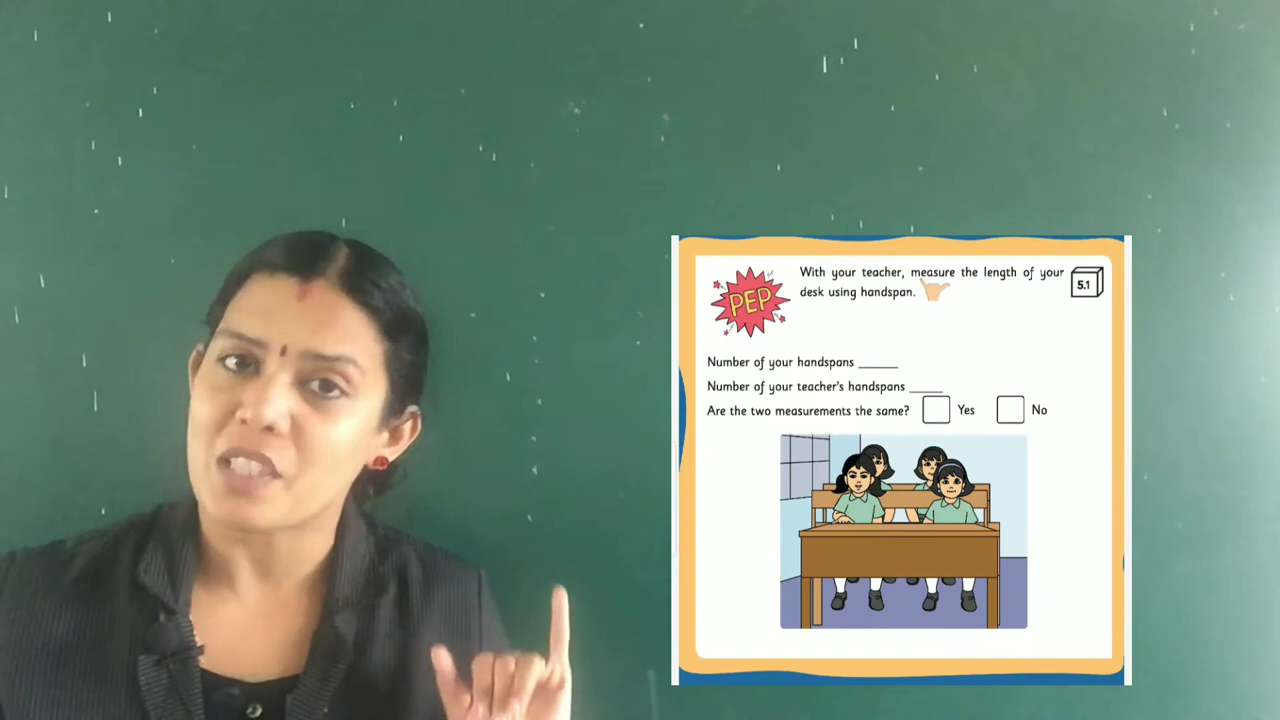 PEP
With your teacher, measure the length of your
desk using handspan.
5.1
Number of your handspans ______
Number of your teacher's handspans _____
Are the two measurements the same? Yes No